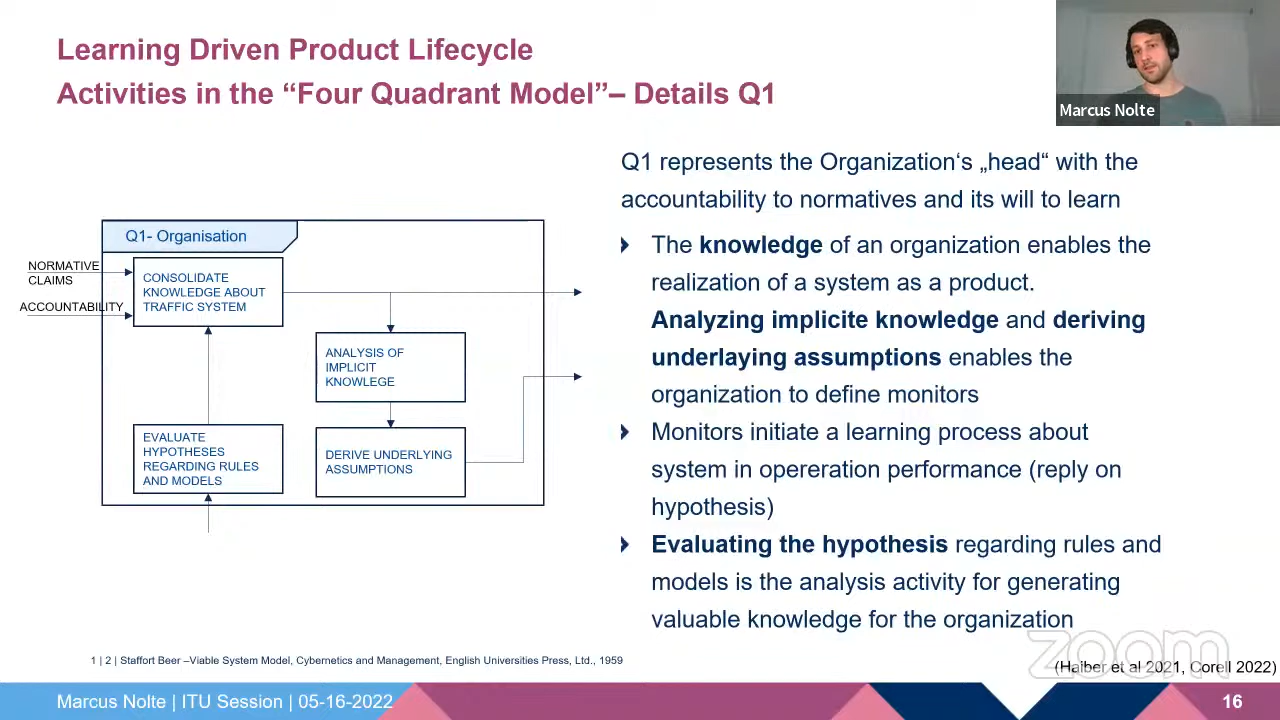 Learning Driven Product Lifecycle
Activities in the “Four Quadrant Model”– Details Q1
Marcus Nolte
Q1- Organisation
NORMATIVE
CLAIMS
ACCOUNTABILITY
CONSOLIDATE
KNOWLEDGE ABOUT
TRAFFIC SYSTEM
ANALYSIS OF
IMPLICIT
KNOWLEGE
EVALUATE
HYPOTHESES
REGARDING RULES
AND MODELS
DERIVE UNDERLYING
ASSUMPTIONS
Q1 represents the Organization‘s „head“ with the
accountability to normatives and its will to learn
The knowledge of an organization enables the
realization of a system as a product.
Analyzing implicite knowledge and deriving
underlaying assumptions enables the
organization to define monitors
Monitors initiate a learning process about
system in opereration performance (reply on
hypothesis)
Evaluating the hypothesis regarding rules and
models is the analysis activity for generating
valuable knowledge for the organization
1 | 2 | Staffort Beer –Viable System Model, Cybernetics and Management, English Universities Press, Ltd., 1959
zoom
(Haiber et al 2021, Corell 2022)
Marcus Nolte | ITU Session | 05-16-2022
16